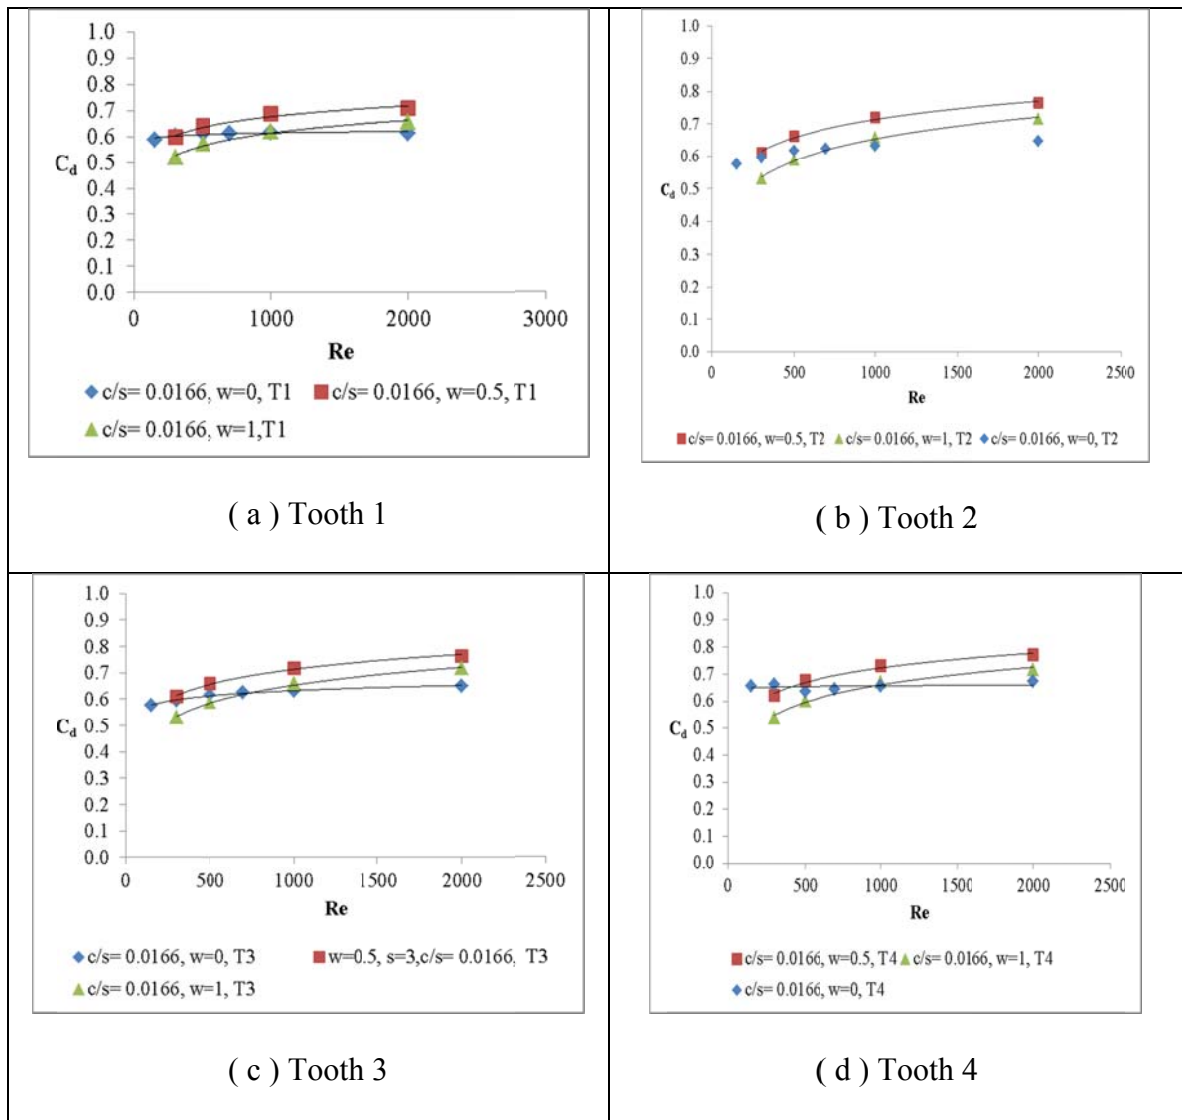 1.0
0.9
0.8
0.7
0.6
0.5
0.4
0.3
0.2
0.1
0.0
Cd
0 1000 2000 3000
Re
c/s= 0.0166, w=0, T1 c/s= 0.0166, w=0.5, T1
c/s= 0.0166, w=1,T1
( a ) Tooth 1
1.0
0.9
0.8
0.7
0.6
0.5
0.4
0.3
0.2
0.1
0.0
Cd
0 500 1000 1500 2000 2500
Re
c/s= 0.0166, w=0.5, T2 c/s= 0.0166, w=1, T2 c/s= 0.0166, w=0, T2
( b ) Tooth 2
1.0
0.9
0.8
0.7
0.6
0.5
0.4
0.3
0.2
0.1
0.0
Cd
0 500 1000 1500 2000 2500
Re
c/s= 0.0166, w=0, T3 w=0.5, s=3,c/s= 0.0166, T3
c/s= 0.0166, w=1, T3
( c ) Tooth 3
1.0
0.9
0.8
0.7
0.6
0.5
0.4
0.3
0.2
0.1
0.0
Cd
0 500 1000 1500 2000 2500
Re
c/s= 0.0166, w=0.5, T4 c/s= 0.0166, w=1, T4
c/s= 0.0166, w=0, T4
( d ) Tooth 4